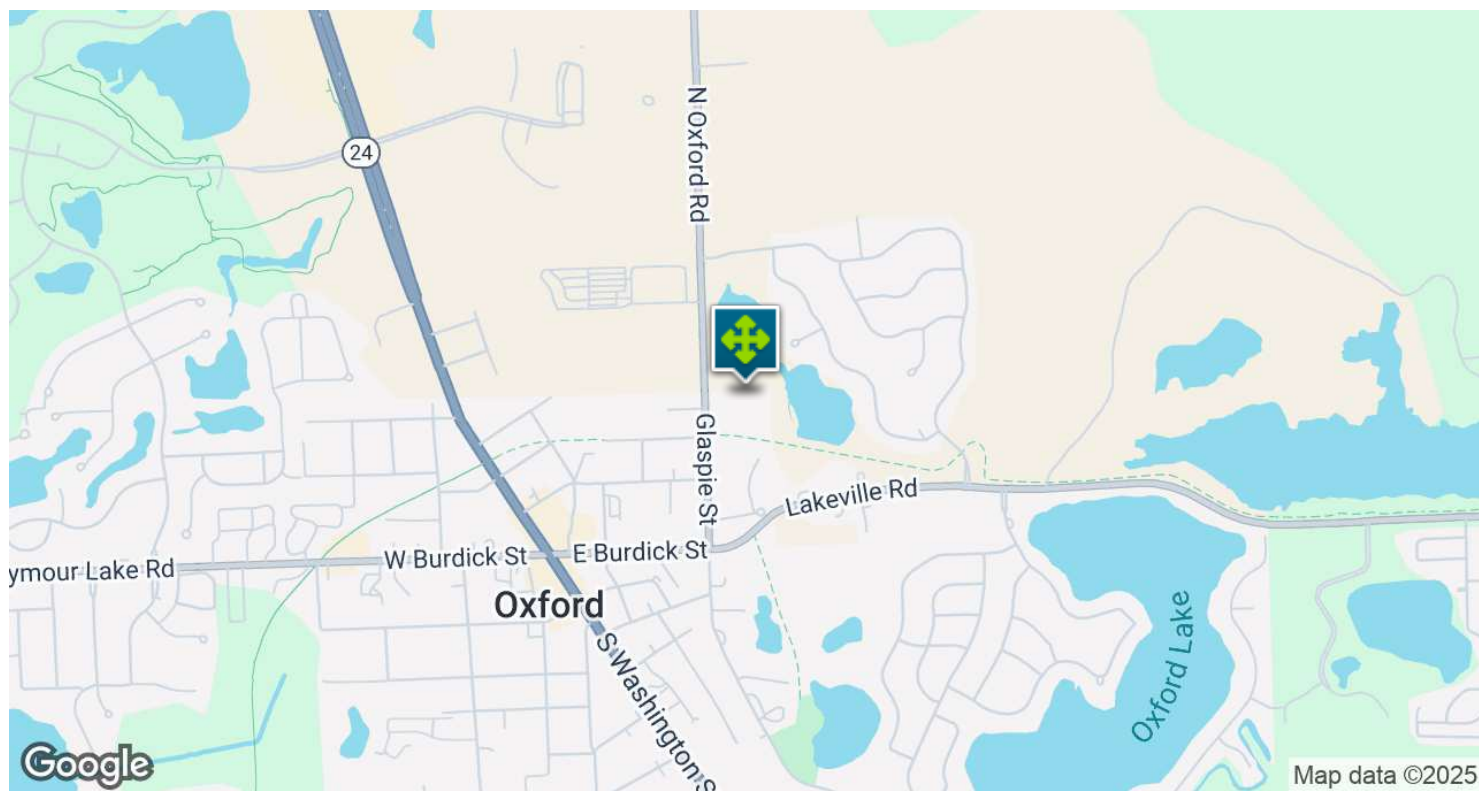 24
N Oxford Rd
Glaspie St
Lakeville Rd
ymour Lake Rd
W Burdick St
E Burdick St
Oxford
S Washington S
Oxford Lake
Google
Map data ©2025